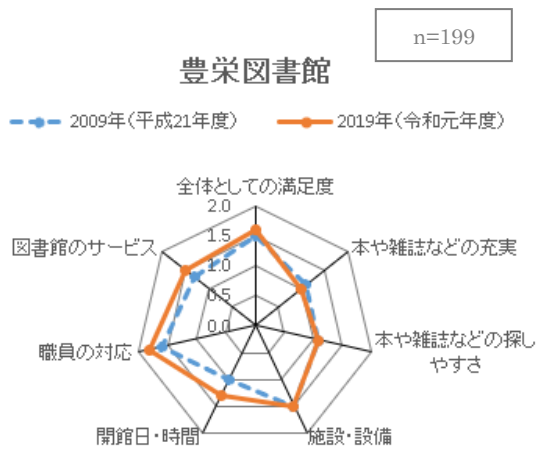 n=199
豊栄図書館
2009年(平成21年度)
2019年(令和元年度)
全体としての満足度
2.0
1.5
1.0
0.5
0.0
本や雑誌などの充実
本や雑誌などの探し
やすさ
施設・設備
開館日・時間
職員の対応
図書館のサービス